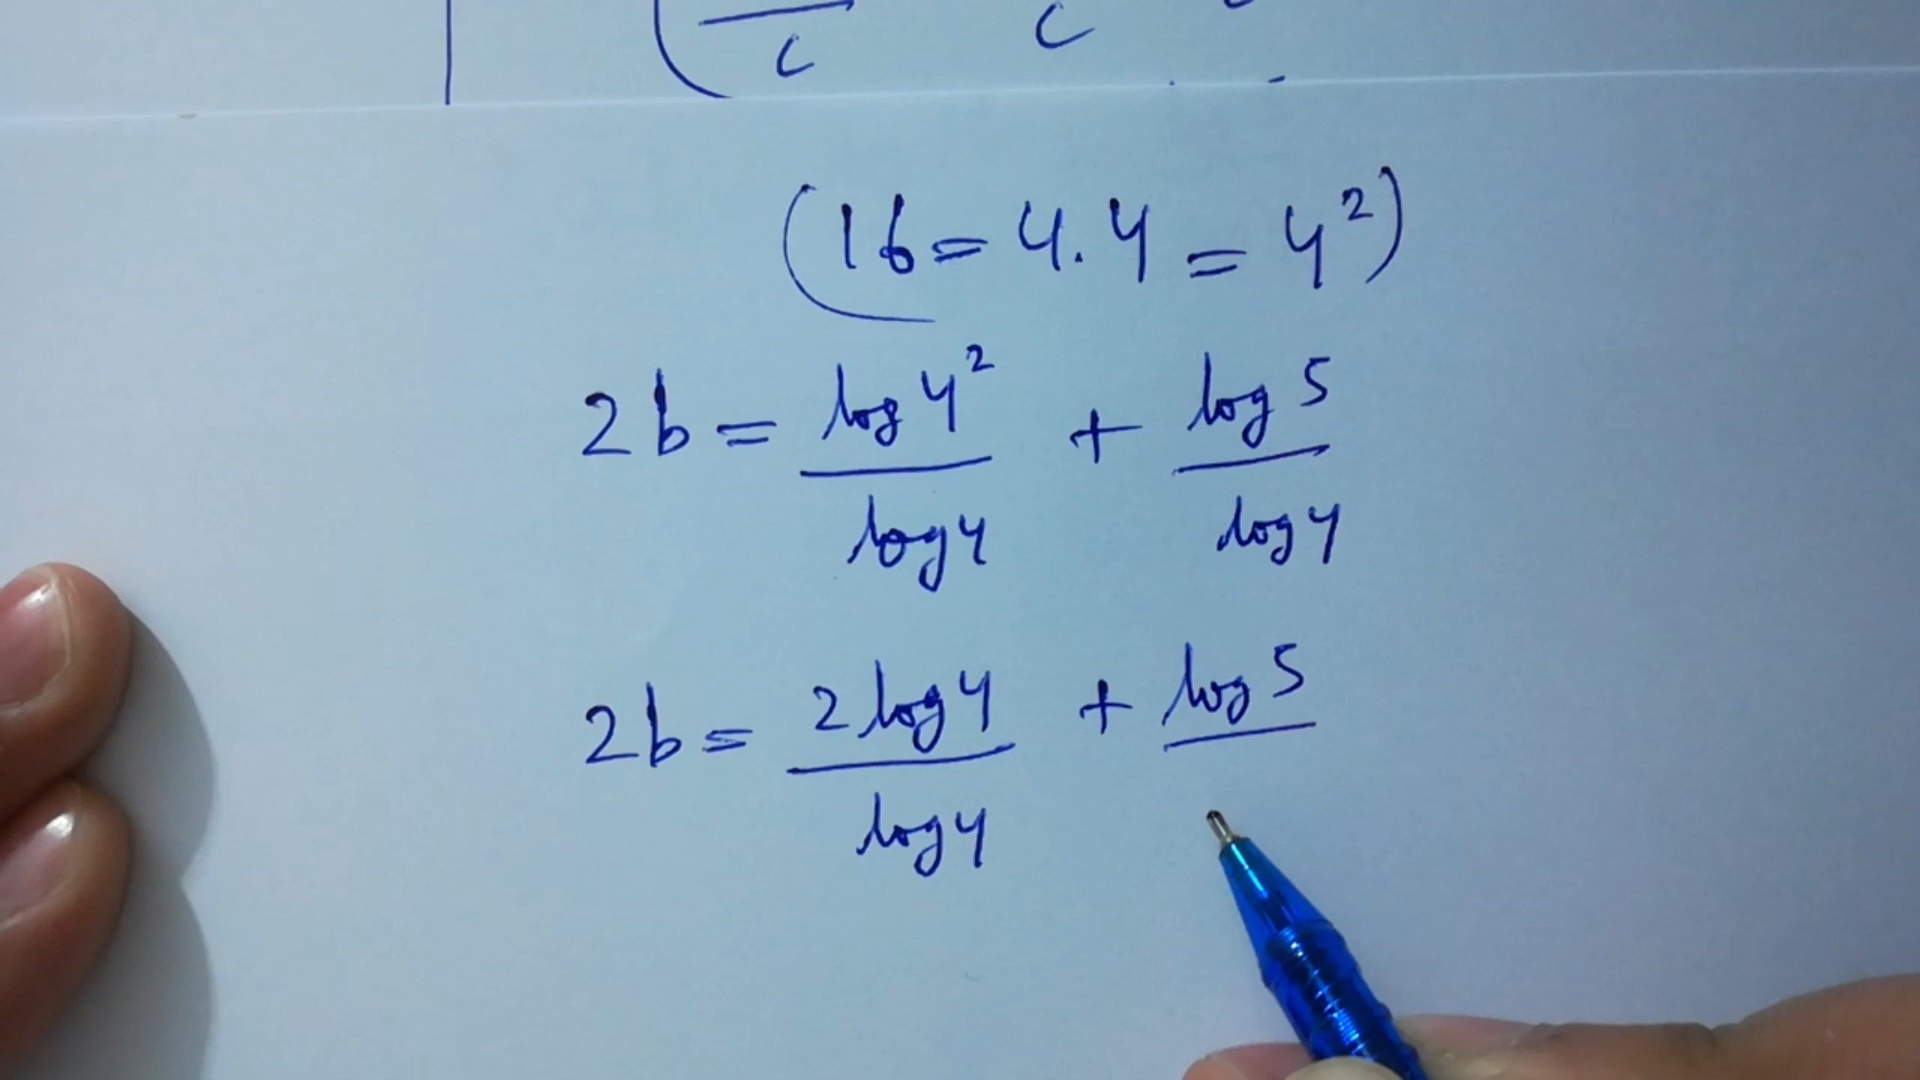 c c
(16 = 4.4 = 4²)
2b = log 4² / log 4 + log 5 / log 4
2b = 2 log 4 / log 4 + log 5